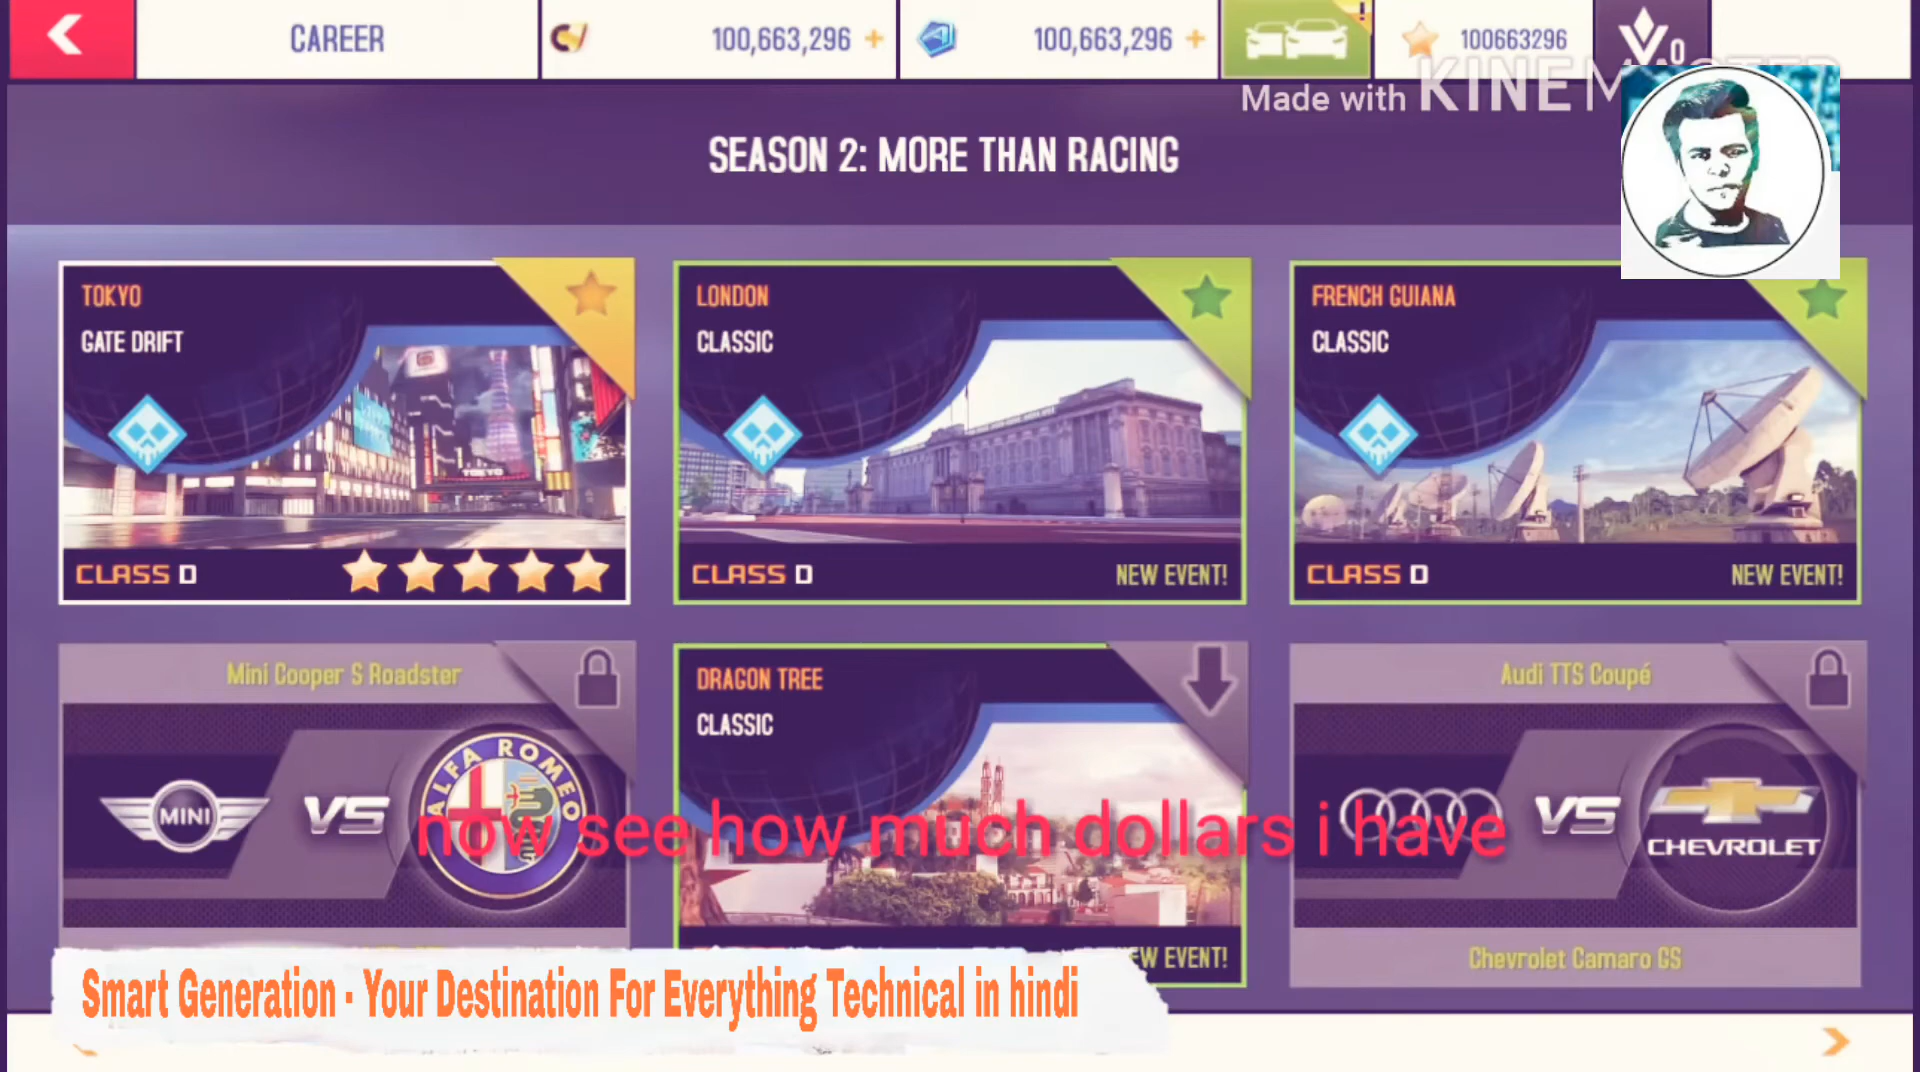 CAREER
100,663,296 +
100,663,296 +
100663296
0
Made with KINEMASTER
SEASON 2: MORE THAN RACING
TOKYO
GATE DRIFT
TOKYO
CLASS D
LONDON
CLASSIC
CLASS D
NEW EVENT!
FRENCH GUIANA
CLASSIC
CLASS D
NEW EVENT!
Mini Cooper S Roadster
MINI
VS
ALFA ROMEO
DRAGON TREE
CLASSIC
EW EVENT!
Audi TTS Coupé
VS
CHEVROLET
Chevrolet Camaro GS
now see how much dollars i have
Smart Generation - Your Destination For Everything Technical in hindi